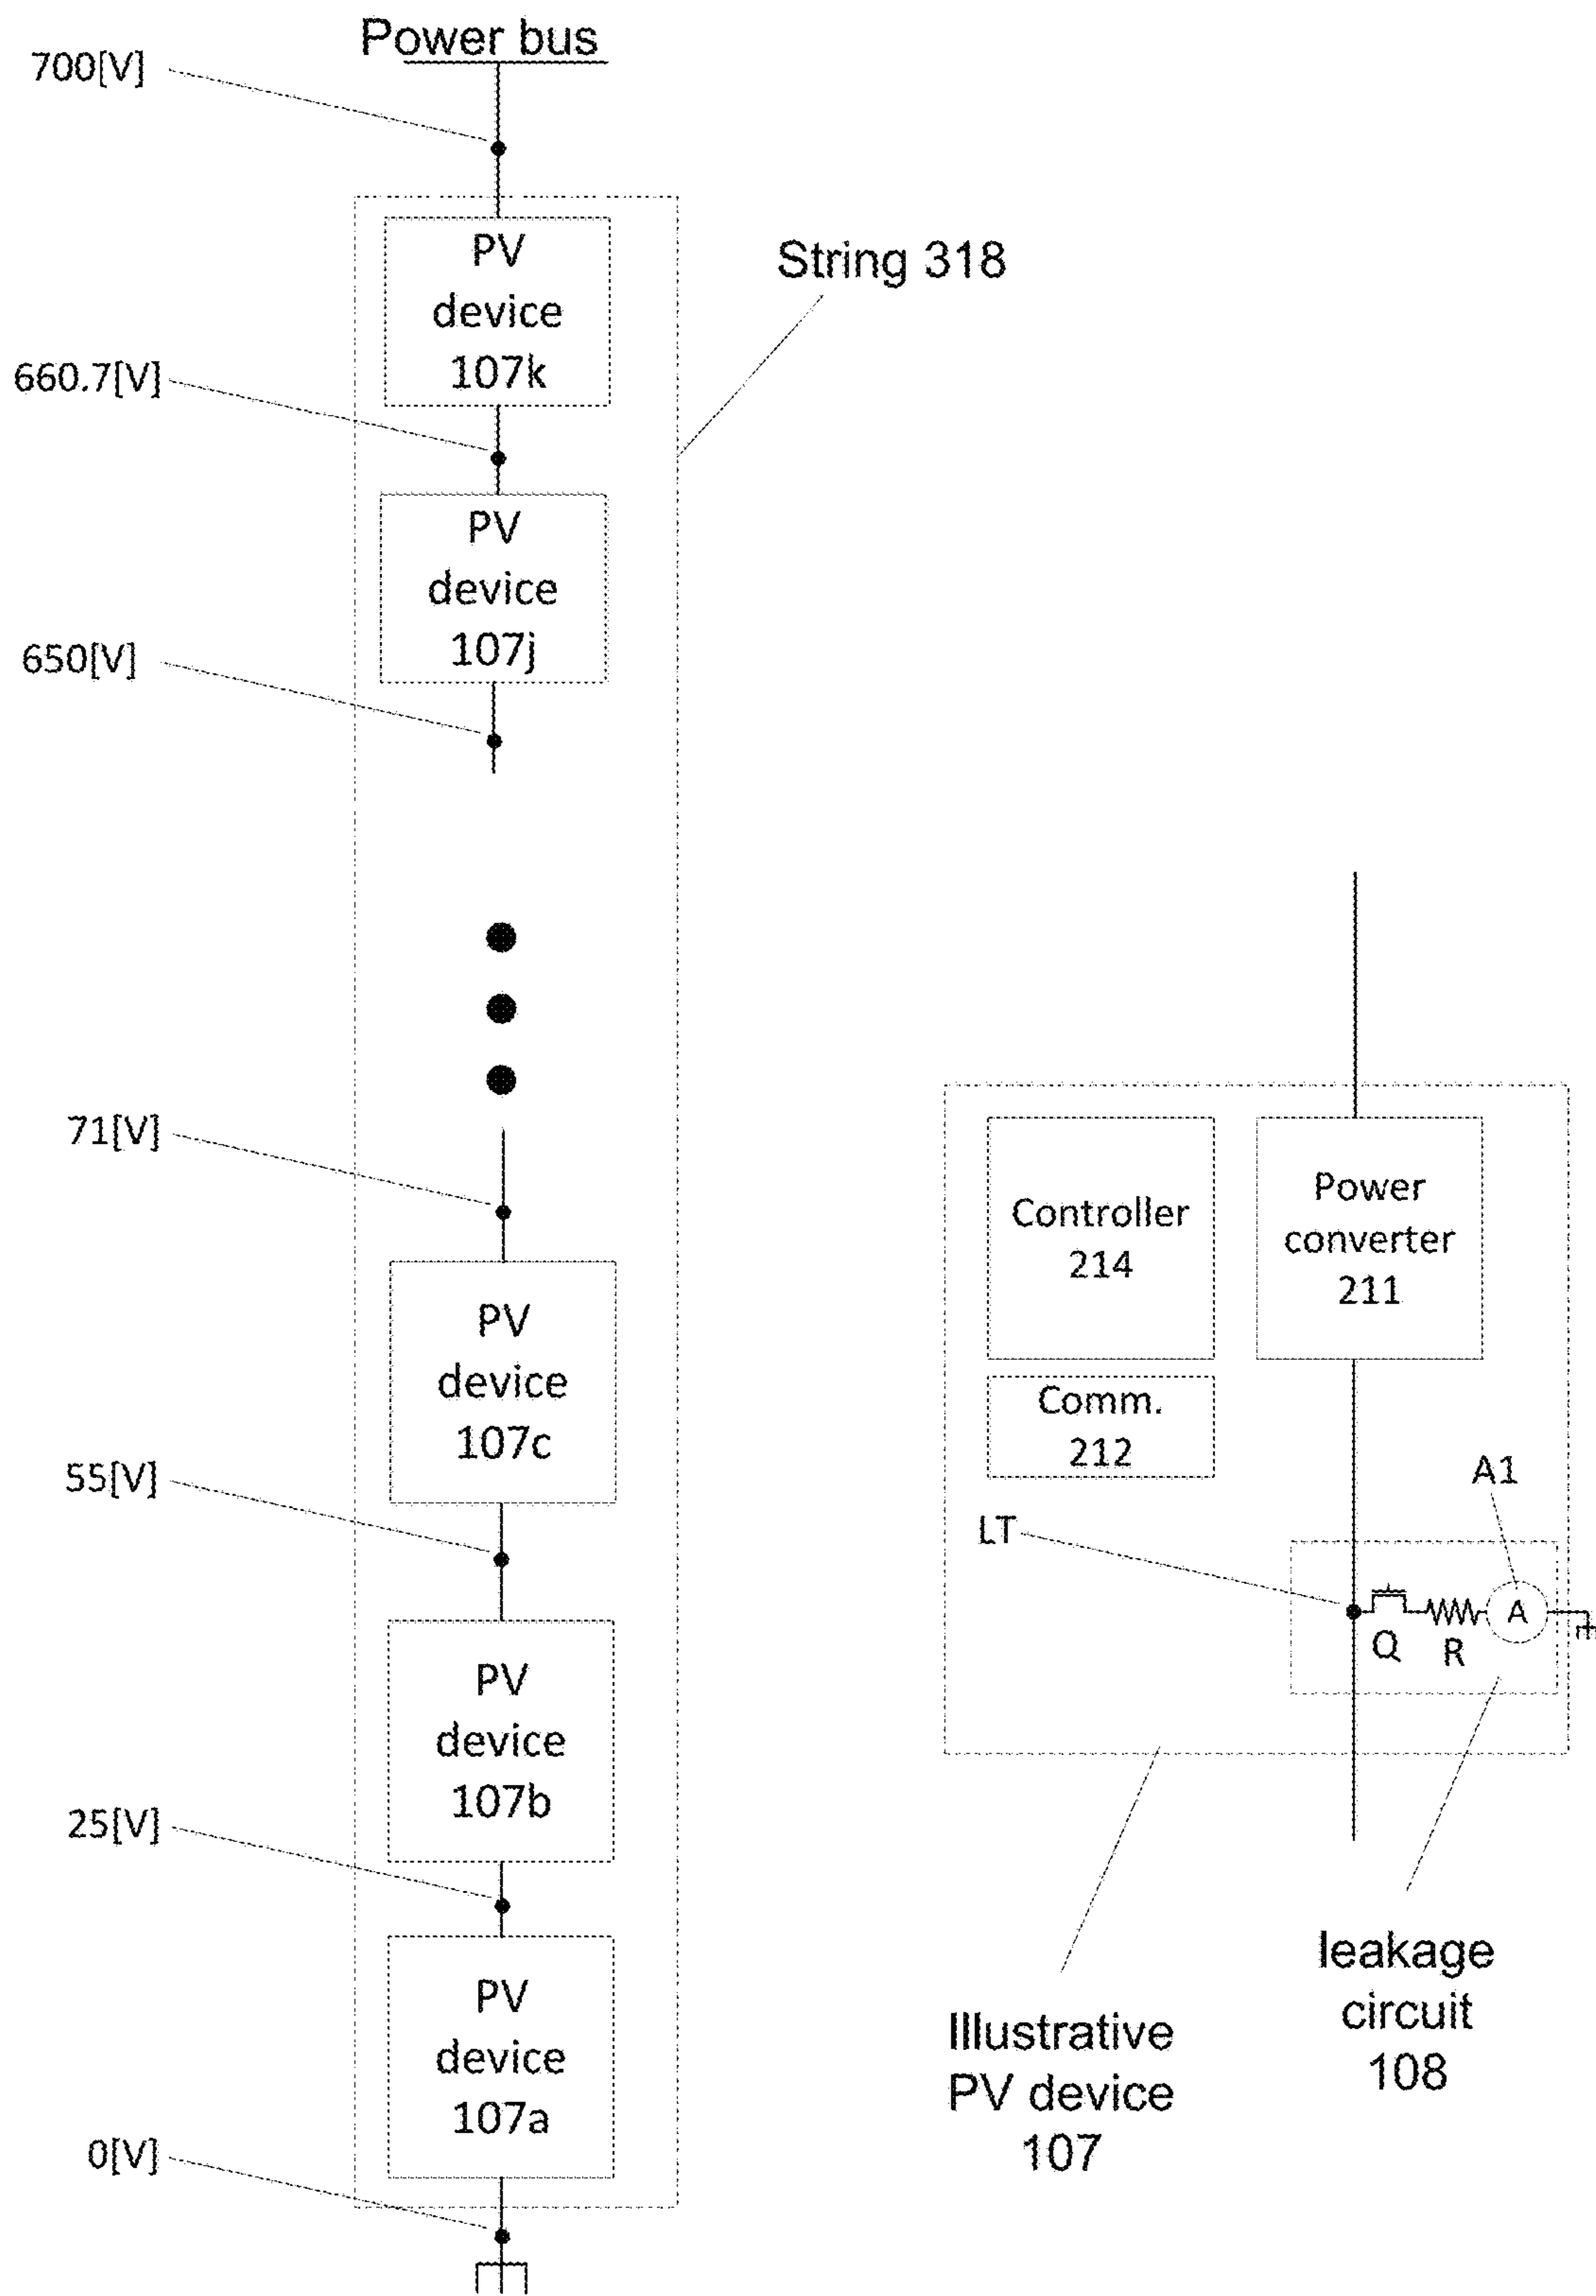 Power bus
700[V]
PV
device
107k
String 318
660.7[V]
PV
device
107j
650[V]
71[V]
PV
device
107c
55[V]
PV
device
107b
25[V]
PV
device
107a
0[V]
Controller
214
Power
converter
211
Comm.
212
A1
LT
A
Q
R
leakage
circuit
108
Illustrative
PV device
107